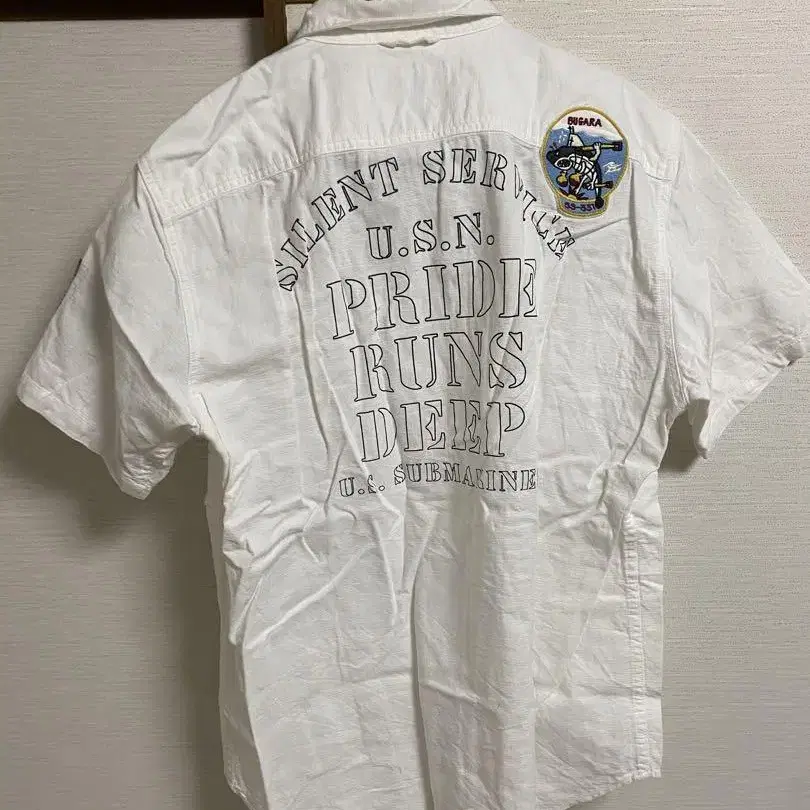 BUGARA
SS-331
SILENT SERVICE
U.S.N.
PRIDE
RUNS
DEEP
U.S. SUBMARINE